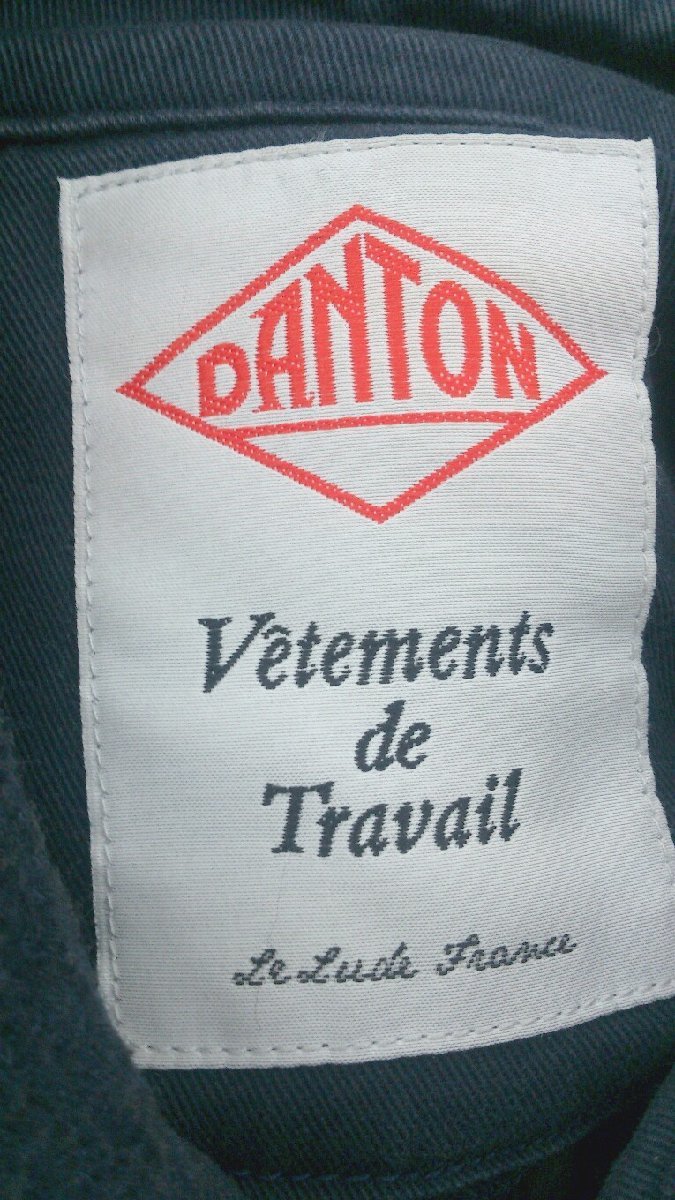 DANTON
Vêtements
de
Travail
Le Lude France